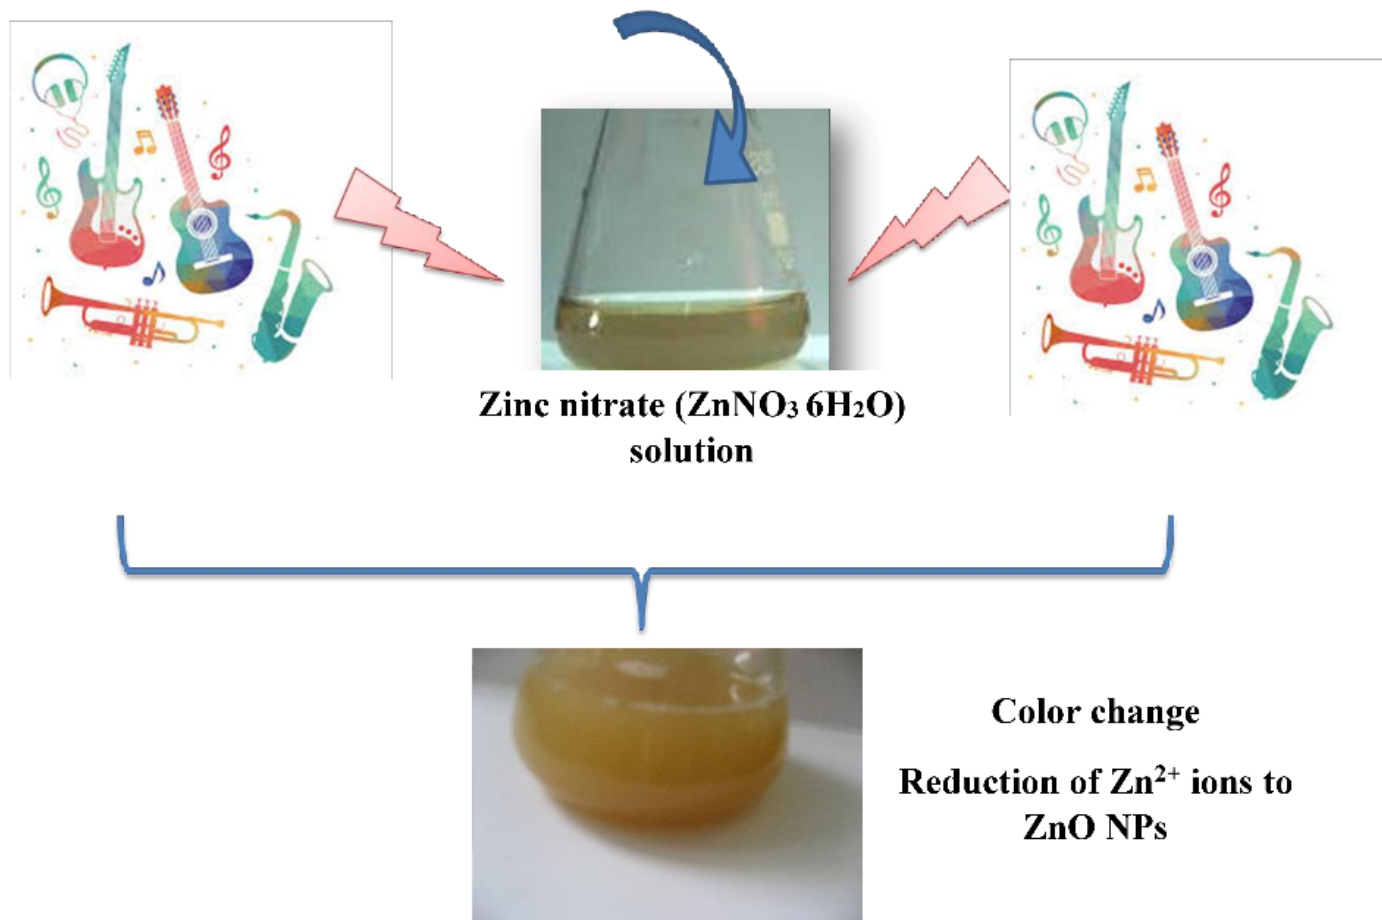 Zinc nitrate (ZnNO₃ 6H₂O)
solution
Color change
Reduction of Zn²⁺ ions to
ZnO NPs